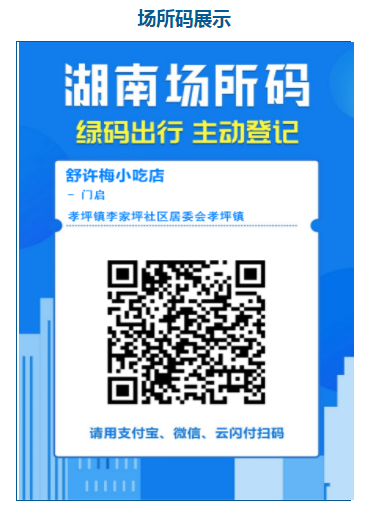 场所码展示
湖南场所码
绿码出行 主动登记
舒许梅小吃店
- 门启
孝坪镇李家坪社区居委会孝坪镇
请用支付宝、微信、云闪付扫码